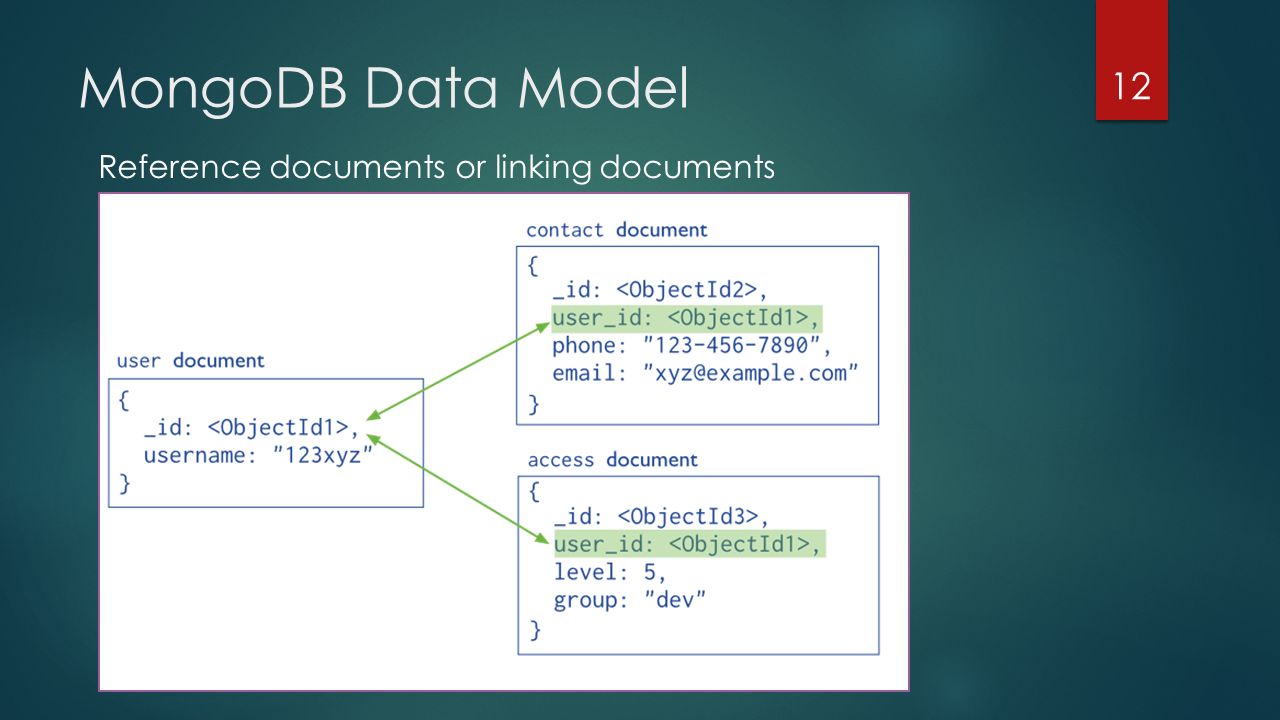 MongoDB Data Model
12
Reference documents or linking documents
user document
{
_id: <ObjectId1>,
username: "123xyz"
}
contact document
{
_id: <ObjectId2>,
user_id: <ObjectId1>,
phone: "123-456-7890",
email: "xyz@example.com"
}
access document
{
_id: <ObjectId3>,
user_id: <ObjectId1>,
level: 5,
group: "dev"
}